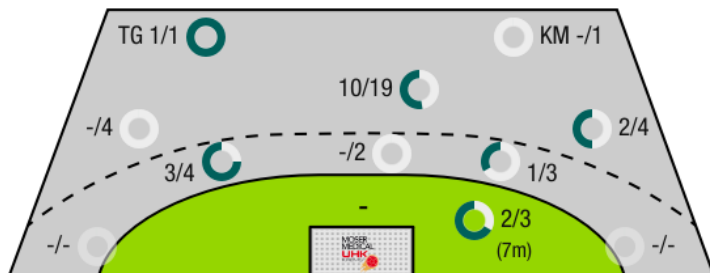 TG 1/1
KM -/1
10/19
-/4
2/4
3/4
-/2
1/3
-
2/3
(7m)
-/-
-/-
MOSER
MEDICAL
UHK